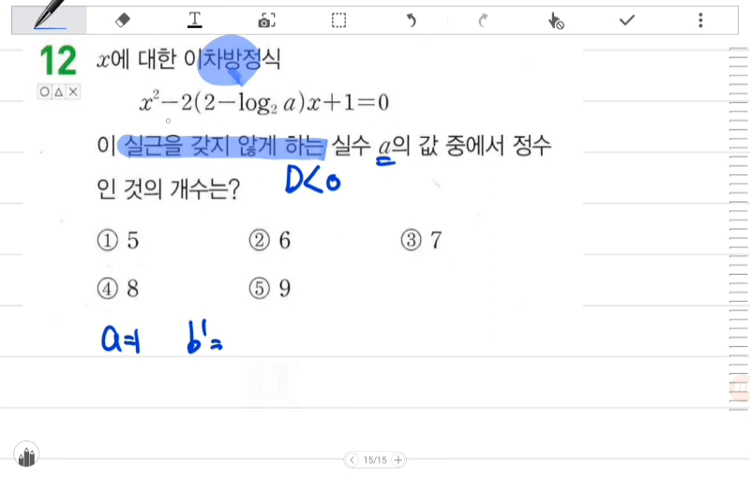 T
12 x에 대한 이차방정식
○△×
x²−2(2−log₂ a)x+1=0
이 실근을 갖지 않게 하는 실수 a의 값 중에서 정수
인 것의 개수는? D<0
① 5 ② 6 ③ 7
④ 8 ⑤ 9
a=1 b'=
15/15